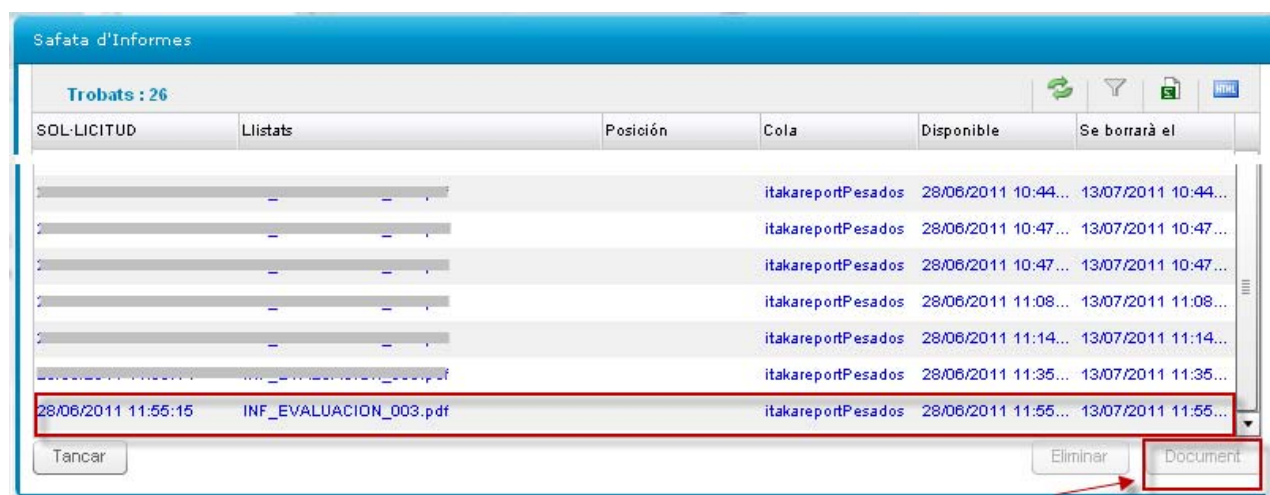 Safata d'Informes
Trobats : 26
HTML
SOL·LICITUD Llistats Posición Cola Disponible Se borrarà el
itakareportPesados 28/06/2011 10:44... 13/07/2011 10:44...
itakareportPesados 28/06/2011 10:47... 13/07/2011 10:47...
itakareportPesados 28/06/2011 10:47... 13/07/2011 10:47...
itakareportPesados 28/06/2011 11:08... 13/07/2011 11:08...
itakareportPesados 28/06/2011 11:14... 13/07/2011 11:14...
itakareportPesados 28/06/2011 11:35... 13/07/2011 11:35...
28/06/2011 11:55:15 INF_EVALUACION_003.pdf itakareportPesados 28/06/2011 11:55... 13/07/2011 11:55...
Tancar Eliminar Document